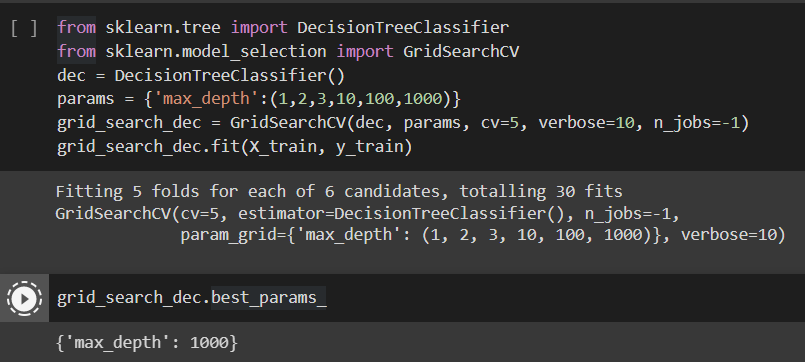 [ ] from sklearn.tree import DecisionTreeClassifier
from sklearn.model_selection import GridSearchCV
dec = DecisionTreeClassifier()
params = {'max_depth':(1,2,3,10,100,1000)}
grid_search_dec = GridSearchCV(dec, params, cv=5, verbose=10, n_jobs=-1)
grid_search_dec.fit(X_train, y_train)
Fitting 5 folds for each of 6 candidates, totalling 30 fits
GridSearchCV(cv=5, estimator=DecisionTreeClassifier(), n_jobs=-1,
             param_grid={'max_depth': (1, 2, 3, 10, 100, 1000)}, verbose=10)
grid_search_dec.best_params_
{'max_depth': 1000}